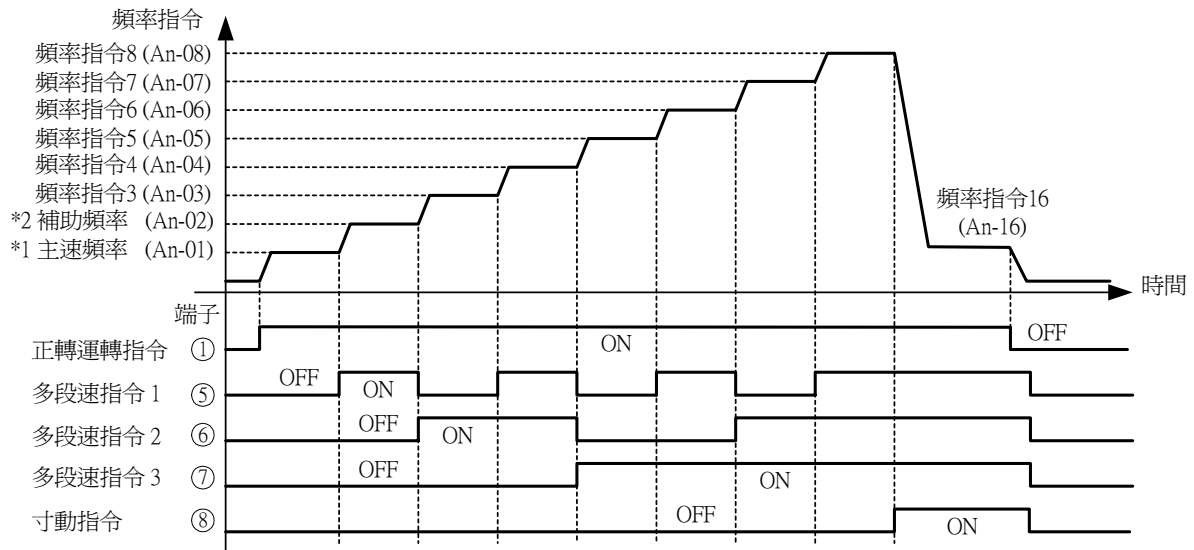 頻率指令
頻率指令8 (An-08)
頻率指令7 (An-07)
頻率指令6 (An-06)
頻率指令5 (An-05)
頻率指令4 (An-04)
頻率指令3 (An-03)
*2 補助頻率 (An-02)
*1 主速頻率 (An-01)
頻率指令16
(An-16)
時間
端子
正轉運轉指令 ① ON OFF
多段速指令 1 ⑤ OFF ON
多段速指令 2 ⑥ OFF ON
多段速指令 3 ⑦ OFF ON
寸動指令 ⑧ OFF ON